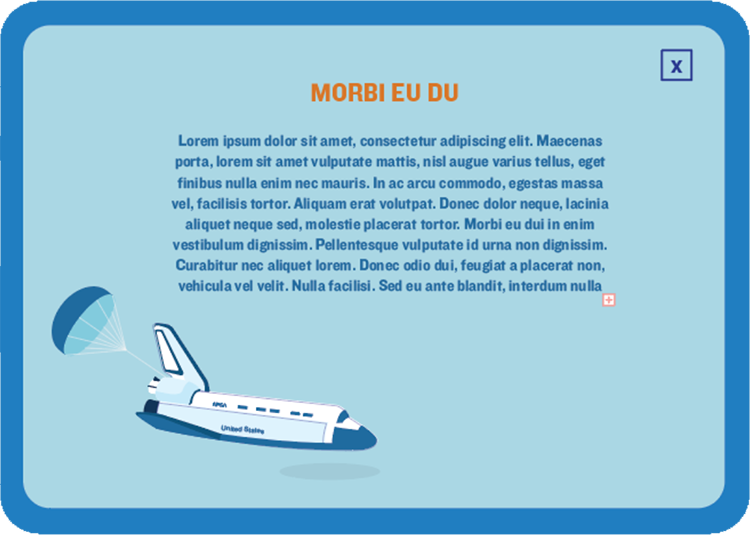 X
MORBI EU DU
Lorem ipsum dolor sit amet, consectetur adipiscing elit. Maecenas
porta, lorem sit amet vulputate mattis, nisl augue varius tellus, eget
finibus nulla enim nec mauris. In ac arcu commodo, egestas massa
vel, facilisis tortor. Aliquam erat volutpat. Donec dolor neque, lacinia
aliquet neque sed, molestie placerat tortor. Morbi eu dui in enim
vestibulum dignissim. Pellentesque vulputate id urna non dignissim.
Curabitur nec aliquet lorem. Donec odio dui, feugiat a placerat non,
vehicula vel velit. Nulla facilisi. Sed eu ante blandit, interdum nulla
United States